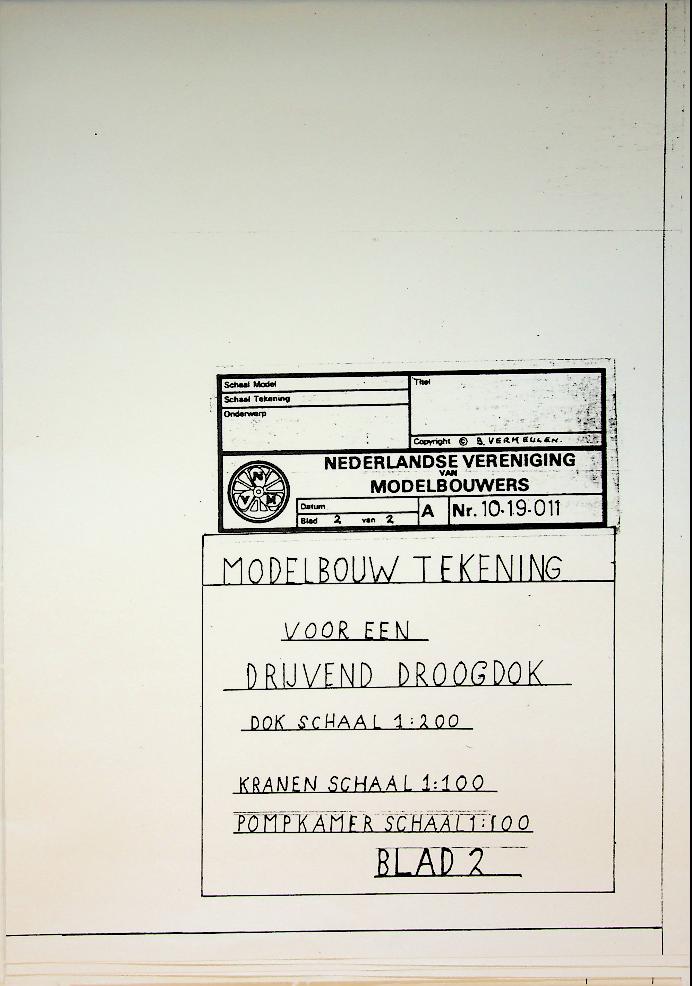 Schaal Model
Schaal Tekening
Onderwerp
Titel
Copyright © B. VERMEULEN.
NVM
NEDERLANDSE VERENIGING
VAN
MODELBOUWERS
Datum
Blad 2 van 2
A
Nr. 10-19-011
MODELBOUW TEKENING
VOOR EEN
DRIJVEND DROOGDOK
DOK SCHAAL 1:200
KRANEN SCHAAL 1:100
POMPKAMER SCHAAL 1:100
BLAD 2